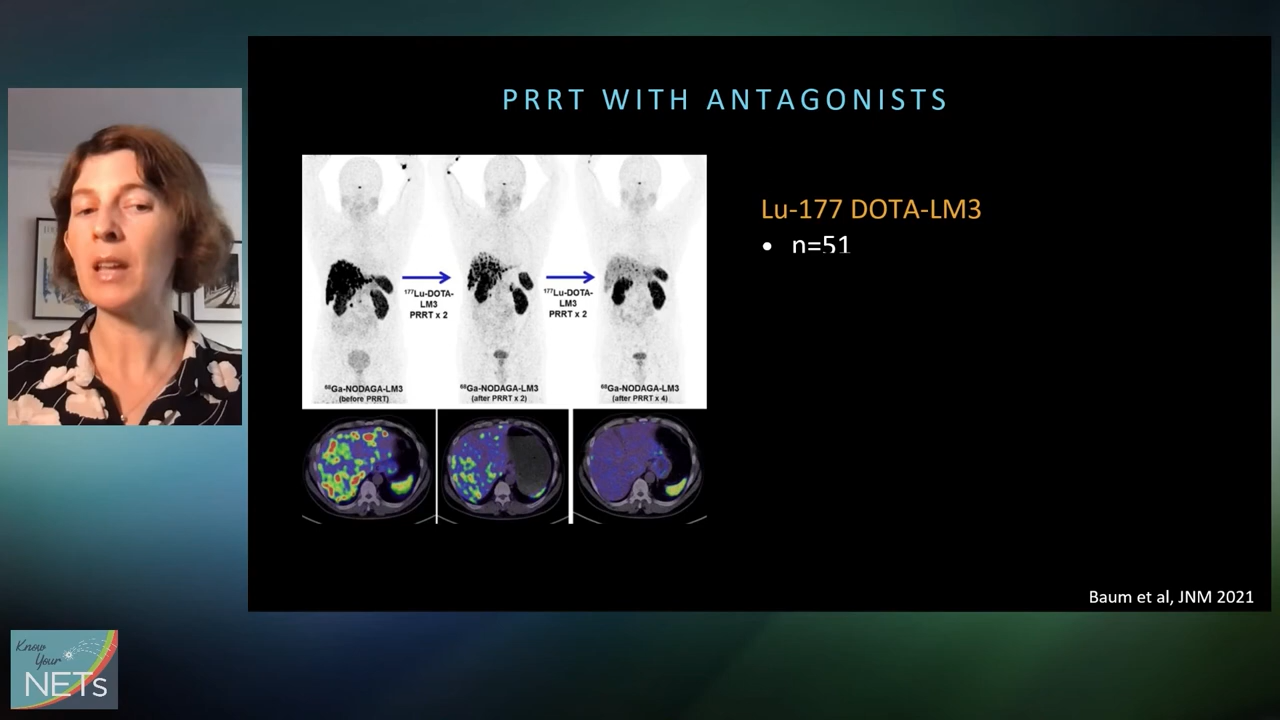 PRRT WITH ANTAGONISTS
¹⁷⁷Lu-DOTA-
LM3
PRRT x 2
¹⁷⁷Lu-DOTA-
LM3
PRRT x 2
⁶⁸Ga-NODAGA-LM3
(before PRRT)
⁶⁸Ga-NODAGA-LM3
(after PRRT x 2)
⁶⁸Ga-NODAGA-LM3
(after PRRT x 4)
Lu-177 DOTA-LM3
• n=51
Baum et al, JNM 2021
Know
Your
NETs